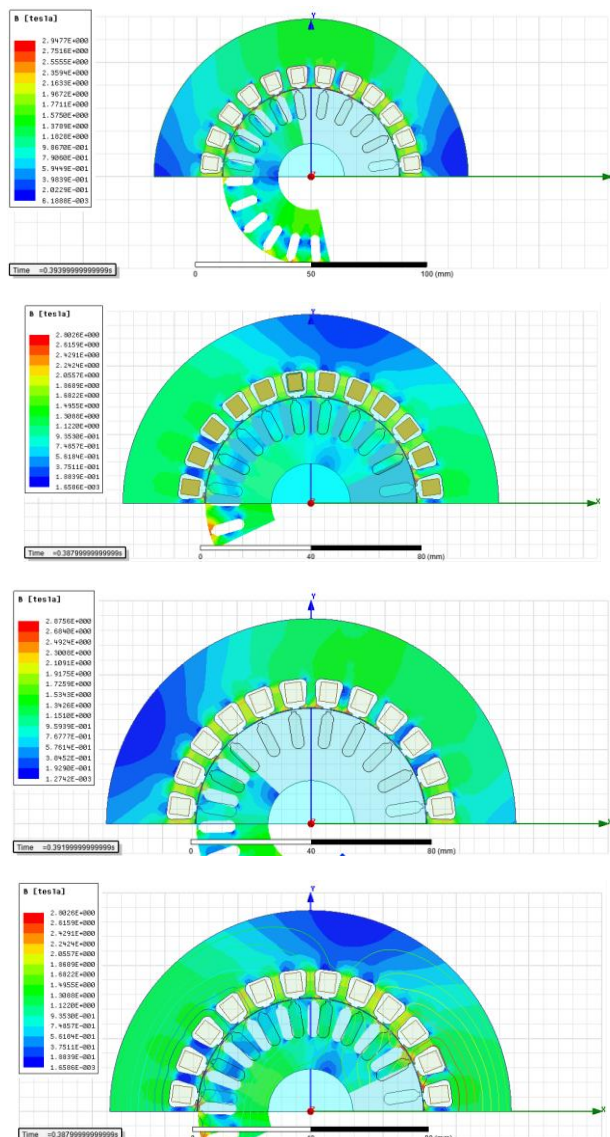 B [tesla]
2.9477E+000
2.7516E+000
2.5555E+000
2.3594E+000
2.1633E+000
1.9672E+000
1.7711E+000
1.5750E+000
1.3789E+000
1.1828E+000
9.8670E-001
7.9060E-001
5.9449E-001
3.9839E-001
2.0229E-001
6.1888E-003
Y
X
Time =0.39399999999999s
0 50 100 (mm)
B [tesla]
2.8026E+000
2.6159E+000
2.4291E+000
2.2424E+000
2.0557E+000
1.8689E+000
1.6822E+000
1.4955E+000
1.3088E+000
1.1220E+000
9.3530E-001
7.4857E-001
5.6184E-001
3.7511E-001
1.8839E-001
1.6586E-003
Y
X
Time =0.38799999999999s
0 40 80 (mm)
B [tesla]
2.8756E+000
2.6840E+000
2.4924E+000
2.3008E+000
2.1091E+000
1.9175E+000
1.7259E+000
1.5343E+000
1.3426E+000
1.1510E+000
9.5939E-001
7.6777E-001
5.7614E-001
3.8452E-001
1.9290E-001
1.2742E-003
Y
X
Time =0.39199999999999s
0 40 80 (mm)
B [tesla]
2.8026E+000
2.6159E+000
2.4291E+000
2.2424E+000
2.0557E+000
1.8689E+000
1.6822E+000
1.4955E+000
1.3088E+000
1.1220E+000
9.3530E-001
7.4857E-001
5.6184E-001
3.7511E-001
1.8839E-001
1.6586E-003
Y
X
Time =0.38799999999999s
0 40 80 (mm)